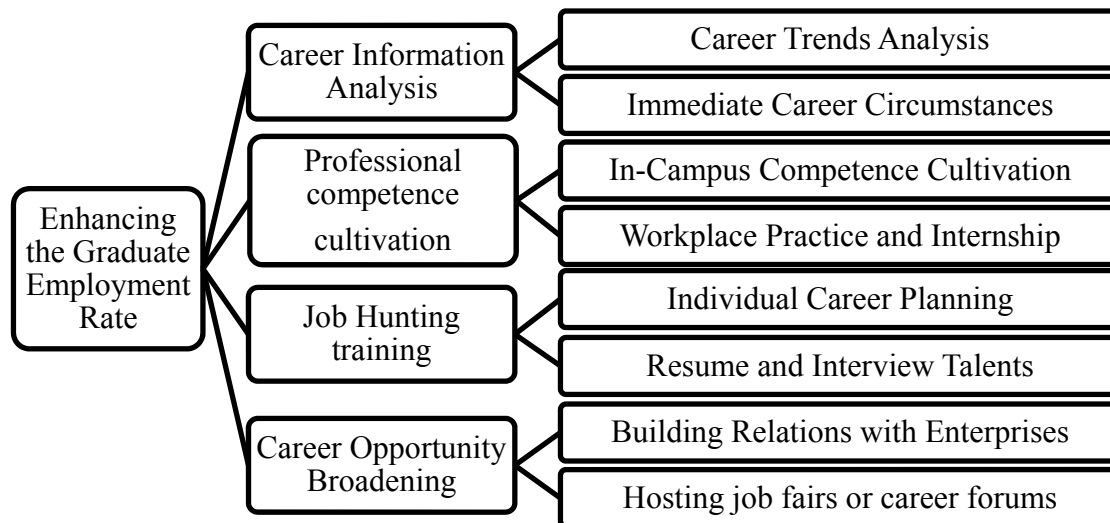 Enhancing
the Graduate
Employment
Rate
Career Information
Analysis
Career Trends Analysis
Immediate Career Circumstances
Professional
competence
cultivation
In-Campus Competence Cultivation
Workplace Practice and Internship
Job Hunting
training
Individual Career Planning
Resume and Interview Talents
Career Opportunity
Broadening
Building Relations with Enterprises
Hosting job fairs or career forums